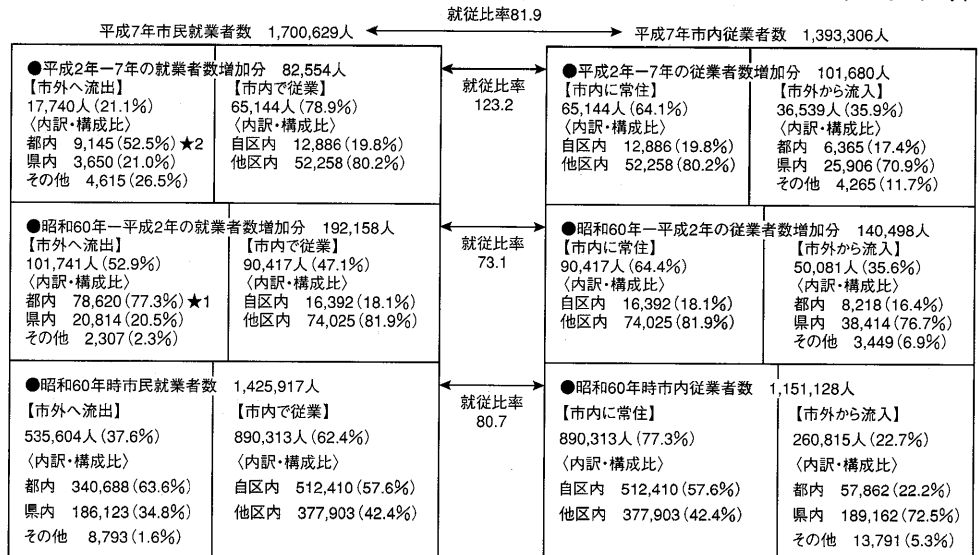 就従比率81.9
平成7年市民就業者数 1,700,629人
平成7年市内従業者数 1,393,306人
●平成2年ー7年の就業者数増加分 82,554人
【市外へ流出】
17,740人(21.1%)
〈内訳・構成比〉
都内 9,145(52.5%)★2
県内 3,650(21.0%)
その他 4,615(26.5%)
【市内で従業】
65,144人(78.9%)
〈内訳・構成比〉
自区内 12,886(19.8%)
他区内 52,258(80.2%)
就従比率
123.2
●平成2年ー7年の従業者数増加分 101,680人
【市内に常住】
65,144人(64.1%)
〈内訳・構成比〉
自区内 12,886(19.8%)
他区内 52,258(80.2%)
【市外から流入】
36,539人(35.9%)
〈内訳・構成比〉
都内 6,365(17.4%)
県内 25,906(70.9%)
その他 4,265(11.7%)
●昭和60年ー平成2年の就業者数増加分 192,158人
【市外へ流出】
101,741人(52.9%)
〈内訳・構成比〉
都内 78,620(77.3%)★1
県内 20,814(20.5%)
その他 2,307(2.3%)
【市内で従業】
90,417人(47.1%)
〈内訳・構成比〉
自区内 16,392(18.1%)
他区内 74,025(81.9%)
就従比率
73.1
●昭和60年ー平成2年の従業者数増加分 140,498人
【市内に常住】
90,417人(64.4%)
〈内訳・構成比〉
自区内 16,392(18.1%)
他区内 74,025(81.9%)
【市外から流入】
50,081人(35.6%)
〈内訳・構成比〉
都内 8,218(16.4%)
県内 38,414(76.7%)
その他 3,449(6.9%)
●昭和60年時市民就業者数 1,425,917人
【市外へ流出】
535,604人(37.6%)
〈内訳・構成比〉
都内 340,688(63.6%)
県内 186,123(34.8%)
その他 8,793(1.6%)
【市内で従業】
890,313人(62.4%)
〈内訳・構成比〉
自区内 512,410(57.6%)
他区内 377,903(42.4%)
就従比率
80.7
●昭和60年時市内従業者数 1,151,128人
【市内に常住】
890,313人(77.3%)
〈内訳・構成比〉
自区内 512,410(57.6%)
他区内 377,903(42.4%)
【市外から流入】
260,815人(22.7%)
〈内訳・構成比〉
都内 57,862(22.2%)
県内 189,162(72.5%)
その他 13,791(5.3%)